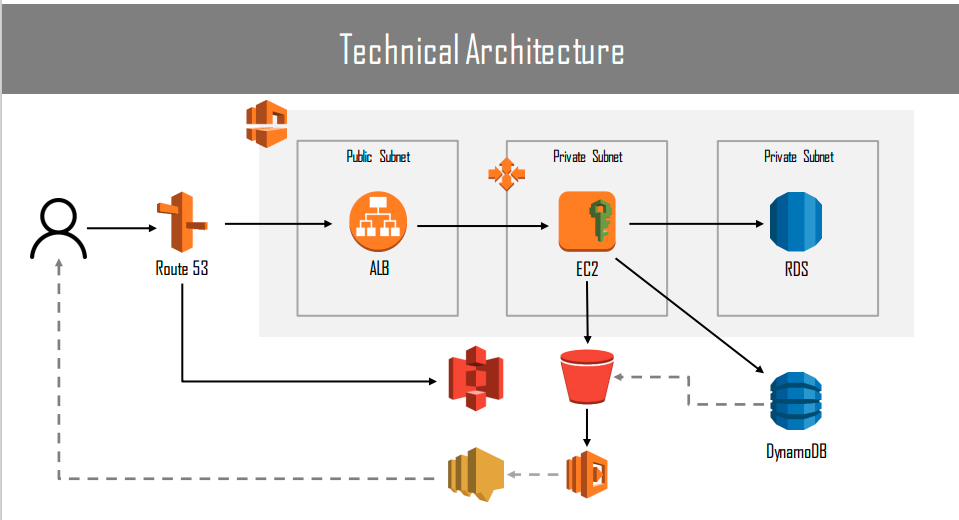 Technical Architecture
Public Subnet
Private Subnet
Private Subnet
Route 53
ALB
EC2
RDS
DynamoDB